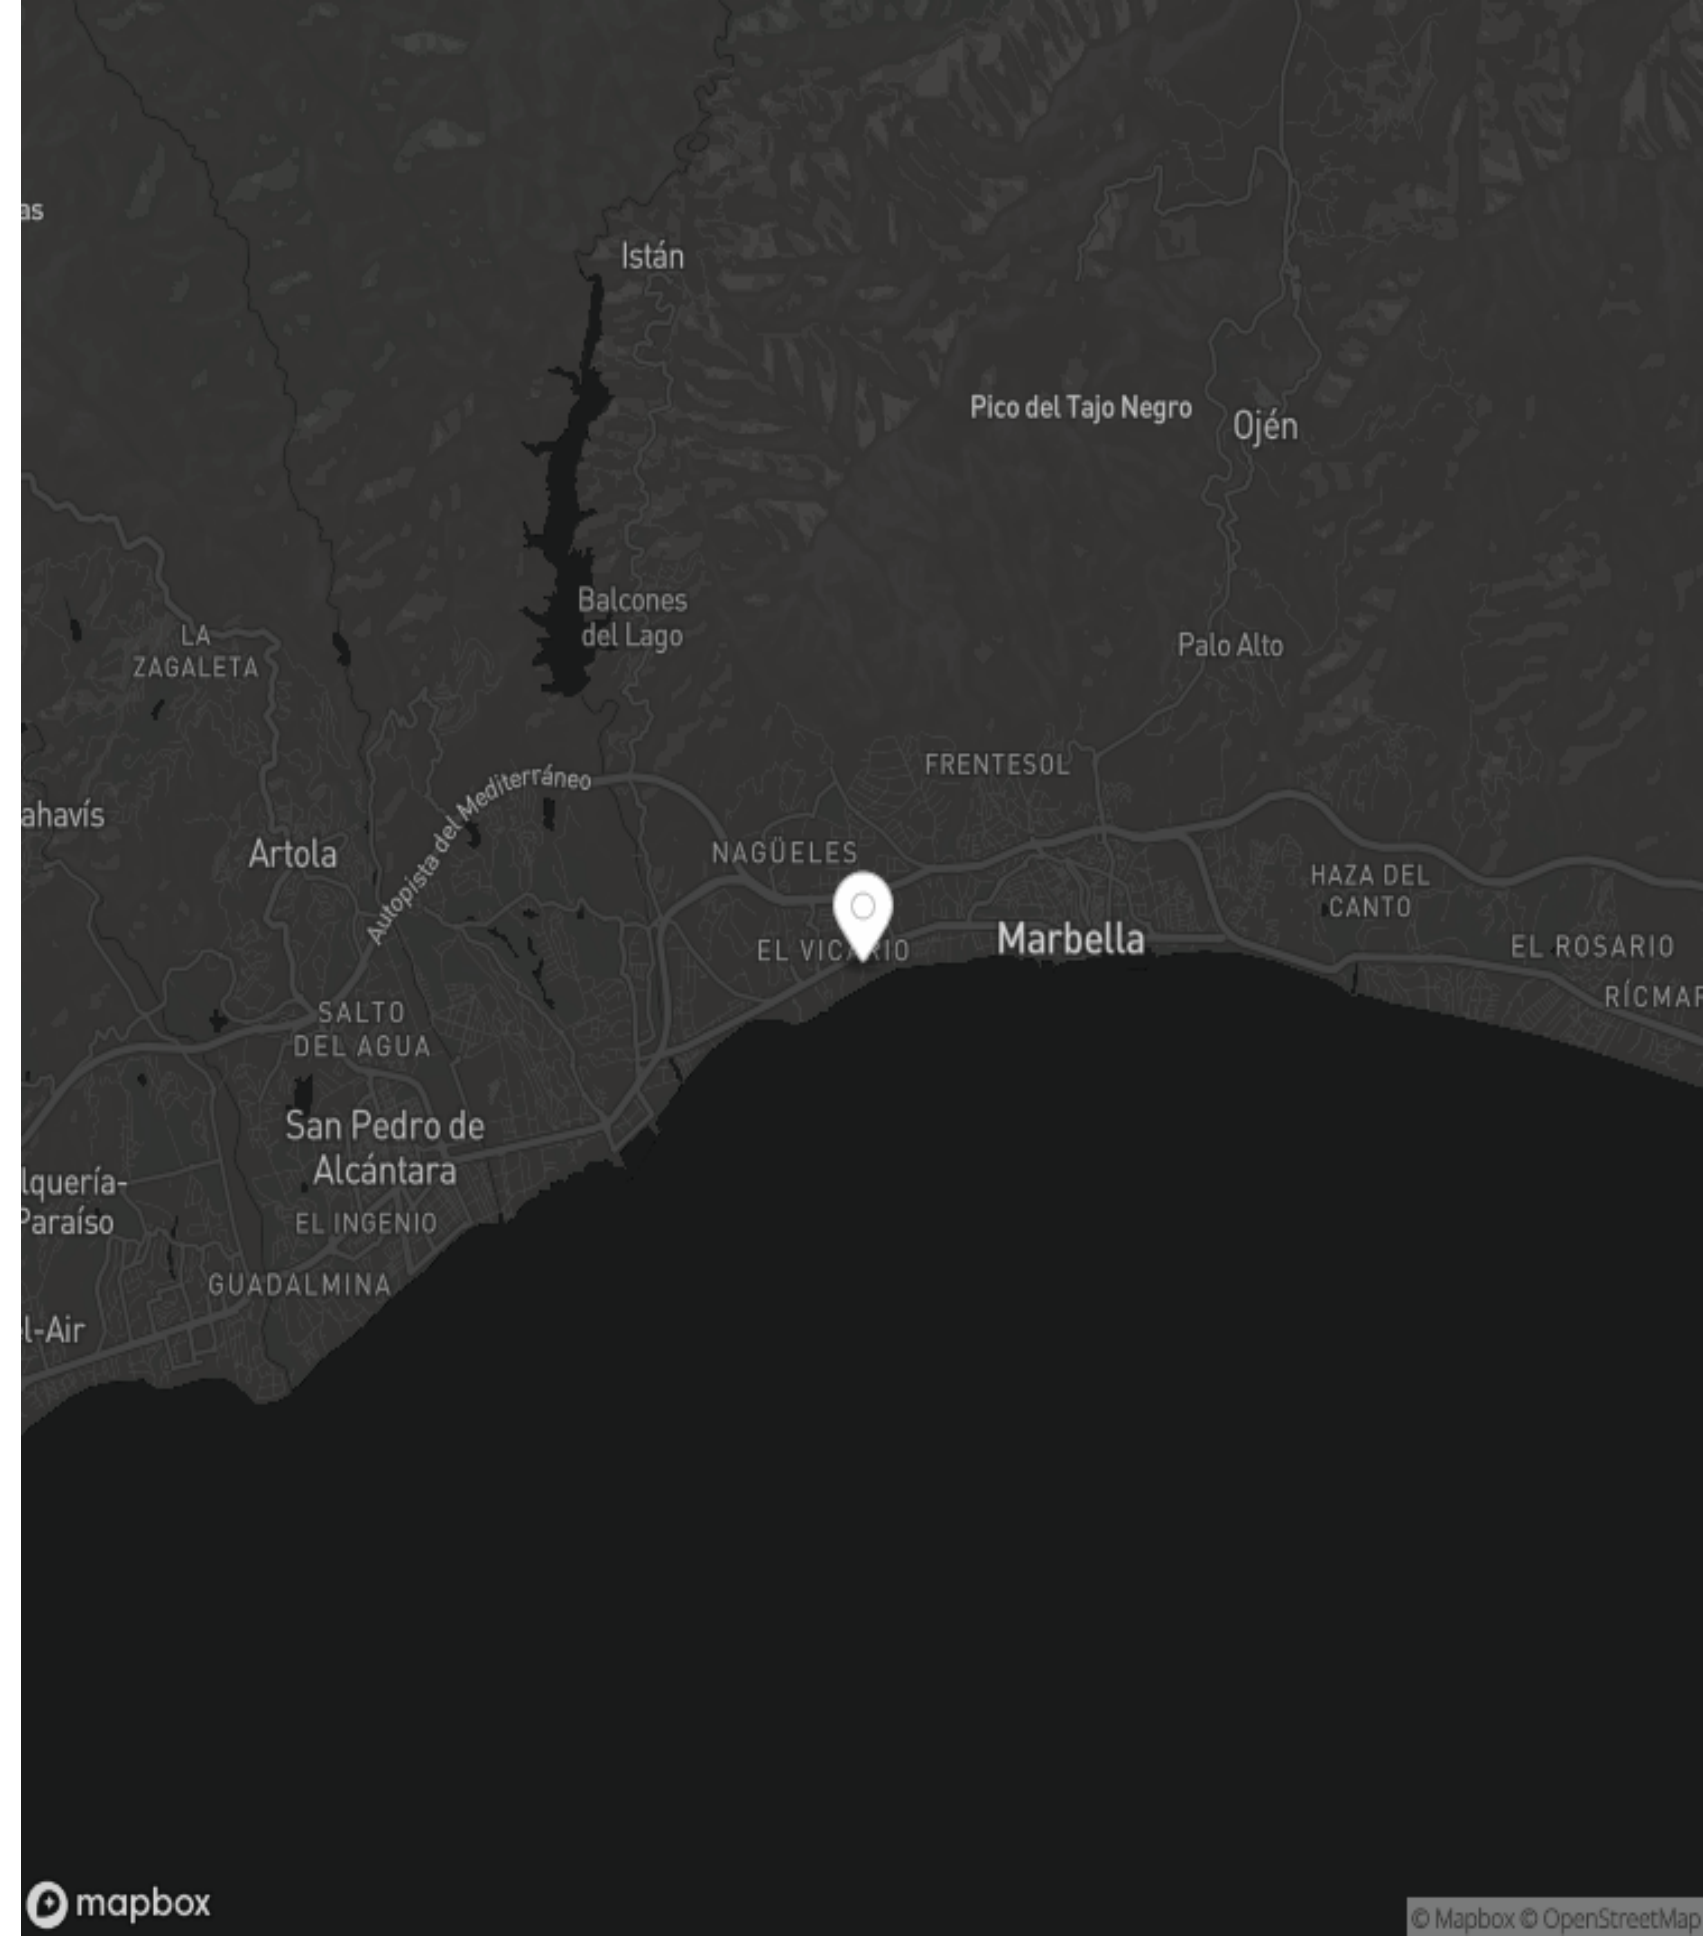 as
Istán
Pico del Tajo Negro
Ojén
Balcones
del Lago
LA
ZAGALETA
Palo Alto
FRENTESOL
Autopista del Mediterráneo
ahavís
Artola
NAGÜELES
HAZA DEL
CANTO
Marbella
EL ROSARIO
RÍCMAR
SALTO
DEL AGUA
San Pedro de
Alcántara
lquería-
Paraíso
EL INGENIO
GUADALMINA
l-Air
mapbox
© Mapbox © OpenStreetMap